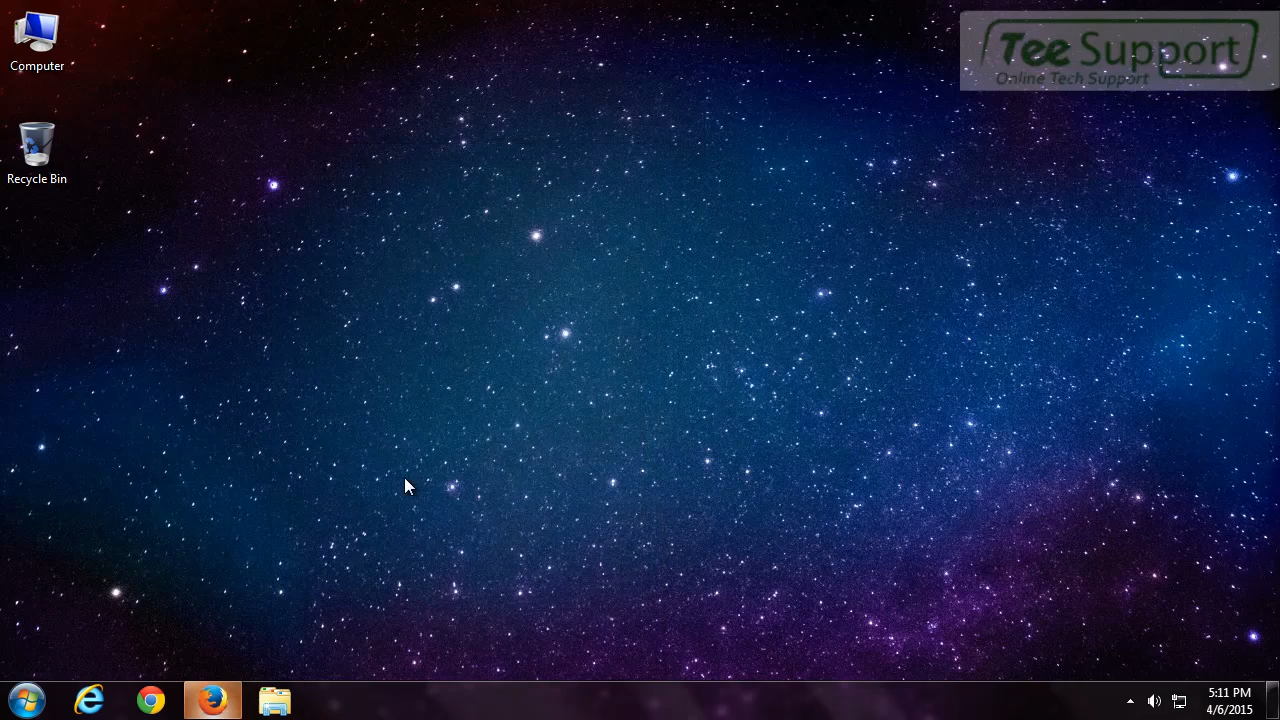 Computer
Recycle Bin
Tee Support
Online Tech Support
5:11 PM
4/6/2015